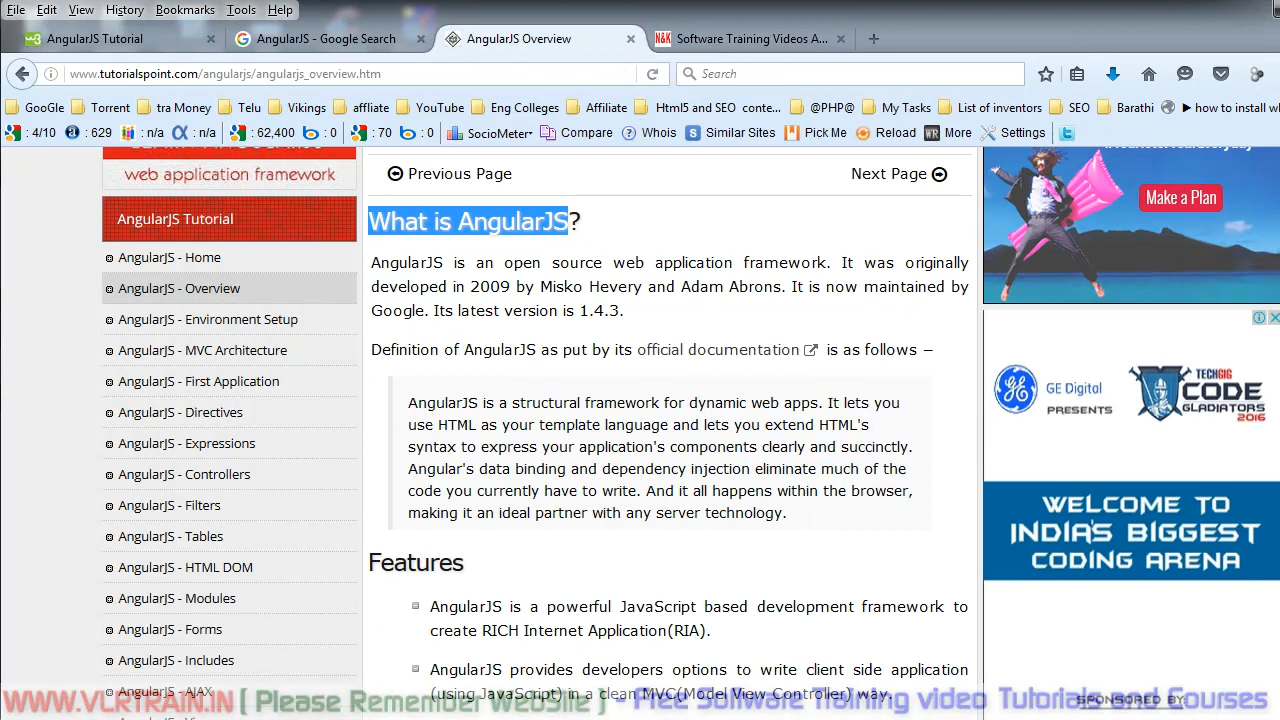 File Edit View History Bookmarks Tools Help
AngularJS Tutorial × AngularJS - Google Search × AngularJS Overview × N&K Software Training Videos A... × +
www.tutorialspoint.com/angularjs/angularjs_overview.htm Search
GooGle Torrent tra Money Telu Vikings affliate YouTube Eng Colleges Affiliate Html5 and SEO conte... @PHP@ My Tasks List of inventors SEO Barathi how to install w
: 4/10 : 629 : n/a : n/a : 62,400 : 0 : 70 : 0 SocioMeter Compare Whois Similar Sites Pick Me Reload WR More Settings
web application framework
AngularJS Tutorial
AngularJS - Home
AngularJS - Overview
AngularJS - Environment Setup
AngularJS - MVC Architecture
AngularJS - First Application
AngularJS - Directives
AngularJS - Expressions
AngularJS - Controllers
AngularJS - Filters
AngularJS - Tables
AngularJS - HTML DOM
AngularJS - Modules
AngularJS - Forms
AngularJS - Includes
AngularJS - AJAX
Previous Page Next Page
What is AngularJS?
AngularJS is an open source web application framework. It was originally
developed in 2009 by Misko Hevery and Adam Abrons. It is now maintained by
Google. Its latest version is 1.4.3.
Definition of AngularJS as put by its official documentation is as follows −
AngularJS is a structural framework for dynamic web apps. It lets you
use HTML as your template language and lets you extend HTML's
syntax to express your application's components clearly and succinctly.
Angular's data binding and dependency injection eliminate much of the
code you currently have to write. And it all happens within the browser,
making it an ideal partner with any server technology.
Features
AngularJS is a powerful JavaScript based development framework to
create RICH Internet Application(RIA).
AngularJS provides developers options to write client side application
(using JavaScript) in a clean MVC(Model View Controller) way.
Make a Plan
GE Digital
PRESENTS
TECHGIG
CODE
GLADIATORS
2016
WELCOME TO
INDIA'S BIGGEST
CODING ARENA
SPONSORED BY:
WWW.VLRTRAIN.IN [ Please Remember WebSite ] - Free Software Training video Tutorials and Courses